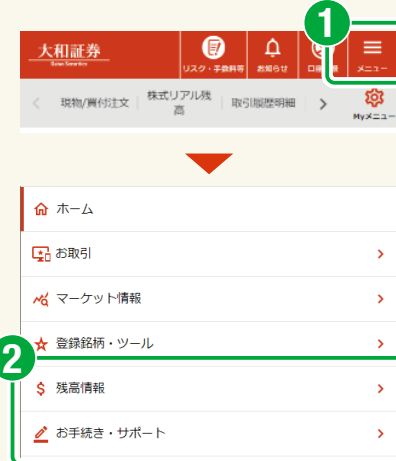 1
大和証券
Daiwa Securities
リスク・手数料等
お知らせ
メニュー
現物/買付注文
株式リアル残
高
取引履歴明細
Myメニュー
ホーム
お取引
マーケット情報
登録銘柄・ツール
2
残高情報
お手続き・サポート